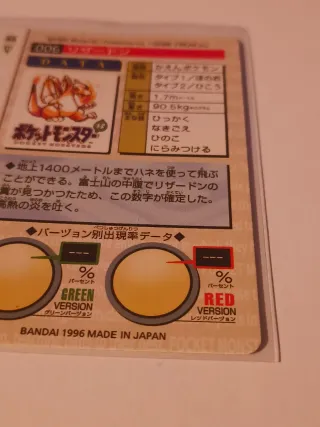 006 リザードン
DATA
かえんポケモン
タイプ1/ほのお
タイプ2/ひこう
1.7m
90.5kg
ひっかく
なきごえ
ひのこ
にらみつける
ポケットモンスター
◆地上1400メートルまでハネを使って飛ぶ
ことができる。富士山の中腹でリザードンの
糞が見つかったため、この数字が確定した。
高熱の炎を吐く。
◆バージョン別出現率データ◆
--- % パーセント
GREEN
VERSION
グリーンバージョン
--- % パーセント
RED
VERSION
レッドバージョン
BANDAI 1996 MADE IN JAPAN
POCKET MONST